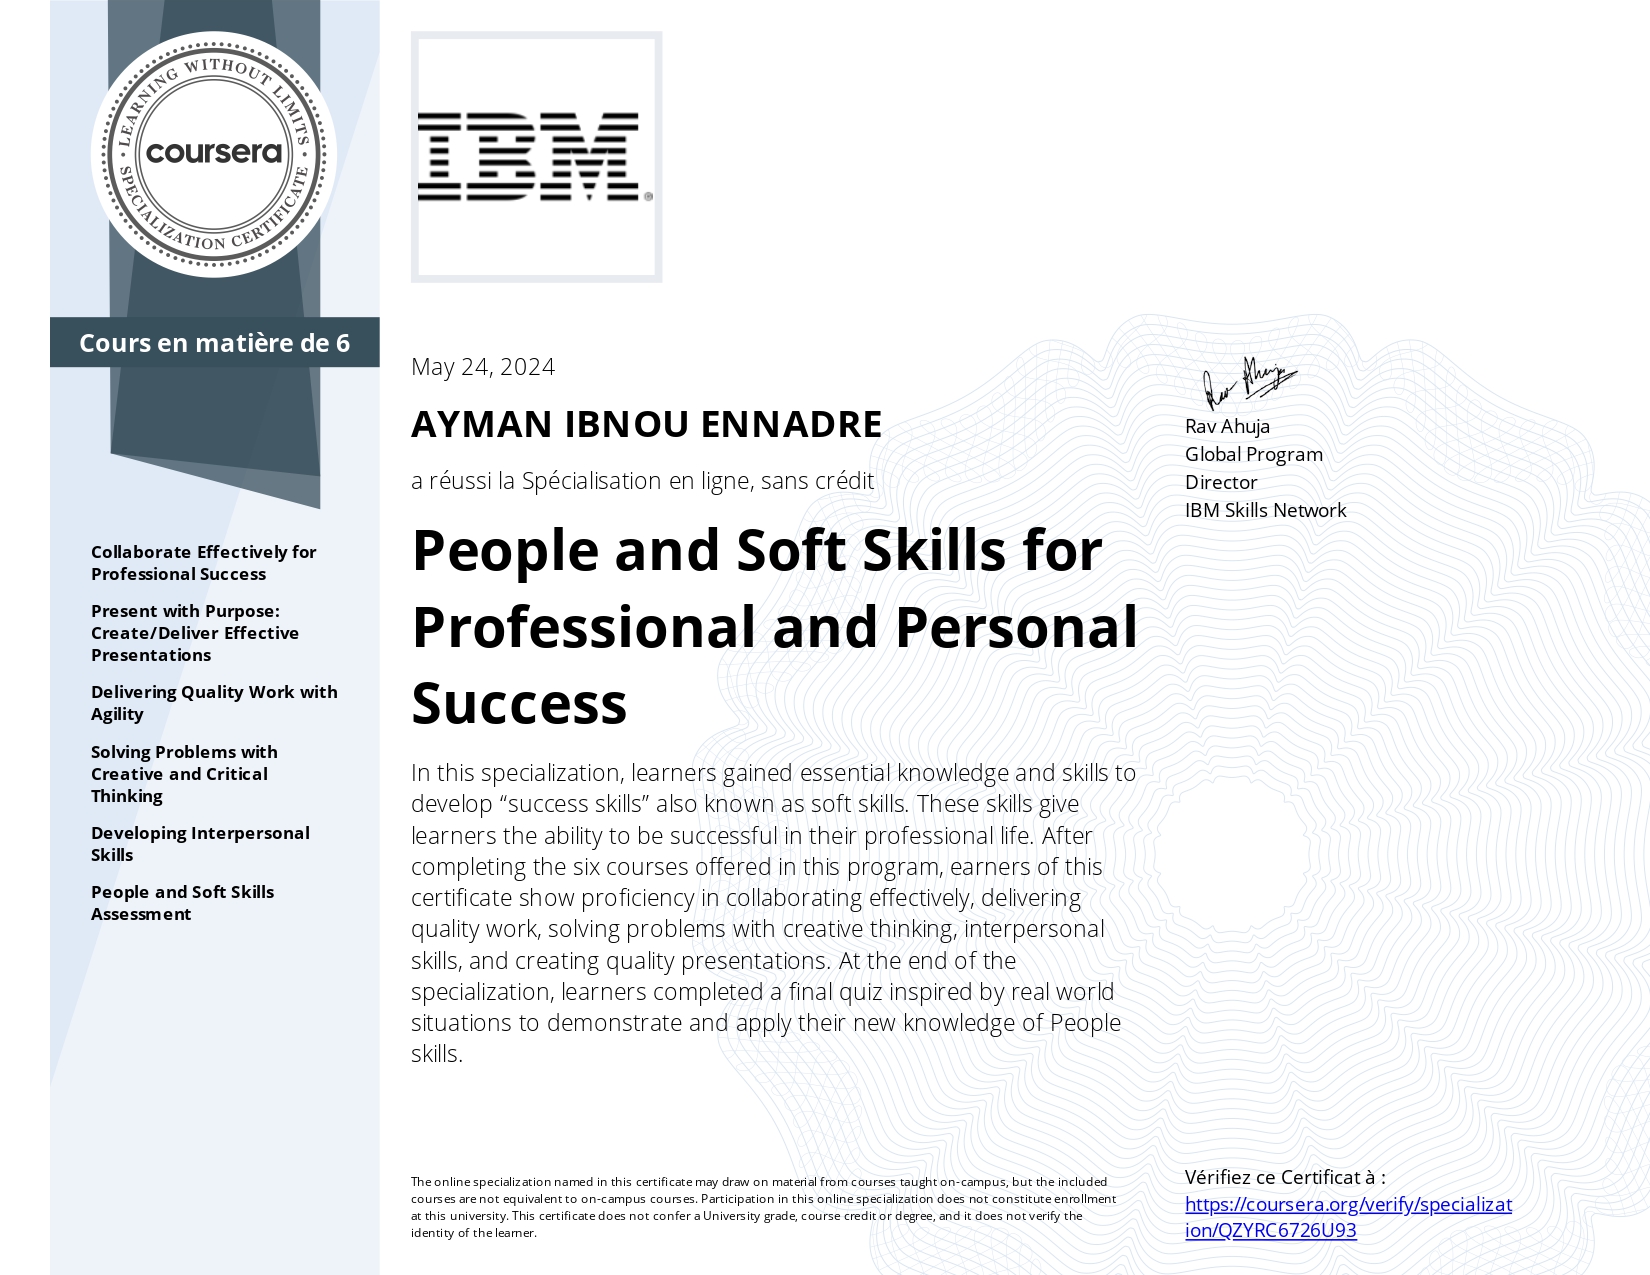 LEARNING WITHOUT LIMITS
coursera
SPECIALIZATION CERTIFICATE
IBM
®
Cours en matière de 6
Collaborate Effectively for
Professional Success
Present with Purpose:
Create/Deliver Effective
Presentations
Delivering Quality Work with
Agility
Solving Problems with
Creative and Critical
Thinking
Developing Interpersonal
Skills
People and Soft Skills
Assessment
May 24, 2024
AYMAN IBNOU ENNADRE
a réussi la Spécialisation en ligne, sans crédit
People and Soft Skills for
Professional and Personal
Success
In this specialization, learners gained essential knowledge and skills to
develop “success skills” also known as soft skills. These skills give
learners the ability to be successful in their professional life. After
completing the six courses offered in this program, earners of this
certificate show proficiency in collaborating effectively, delivering
quality work, solving problems with creative thinking, interpersonal
skills, and creating quality presentations. At the end of the
specialization, learners completed a final quiz inspired by real world
situations to demonstrate and apply their new knowledge of People
skills.
Rav Ahuja
Rav Ahuja
Global Program
Director
IBM Skills Network
The online specialization named in this certificate may draw on material from courses taught on-campus, but the included
courses are not equivalent to on-campus courses. Participation in this online specialization does not constitute enrollment
at this university. This certificate does not confer a University grade, course credit or degree, and it does not verify the
identity of the learner.
Vérifiez ce Certificat à :
https://coursera.org/verify/specializat
ion/QZYRC6726U93